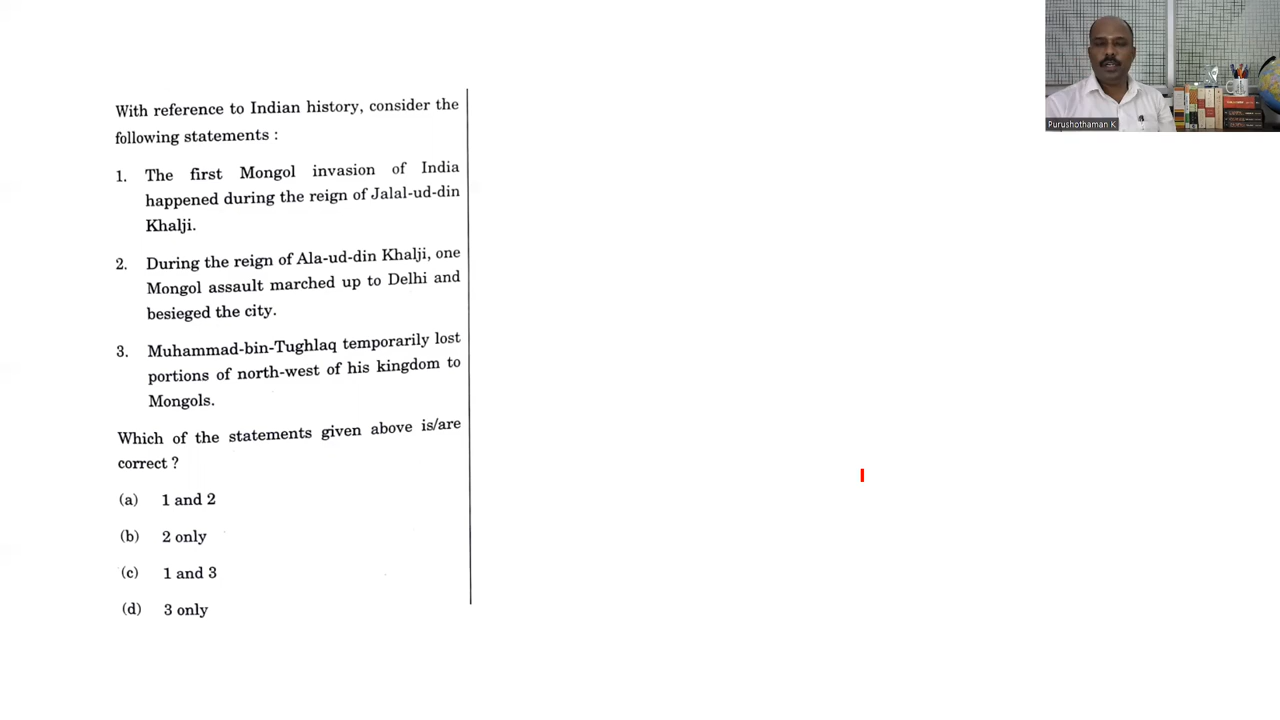 With reference to Indian history, consider the
following statements :
1. The first Mongol invasion of India
happened during the reign of Jalal-ud-din
Khalji.
2. During the reign of Ala-ud-din Khalji, one
Mongol assault marched up to Delhi and
besieged the city.
3. Muhammad-bin-Tughlaq temporarily lost
portions of north-west of his kingdom to
Mongols.
Which of the statements given above is/are
correct ?
(a) 1 and 2
(b) 2 only
(c) 1 and 3
(d) 3 only
Purushothaman K